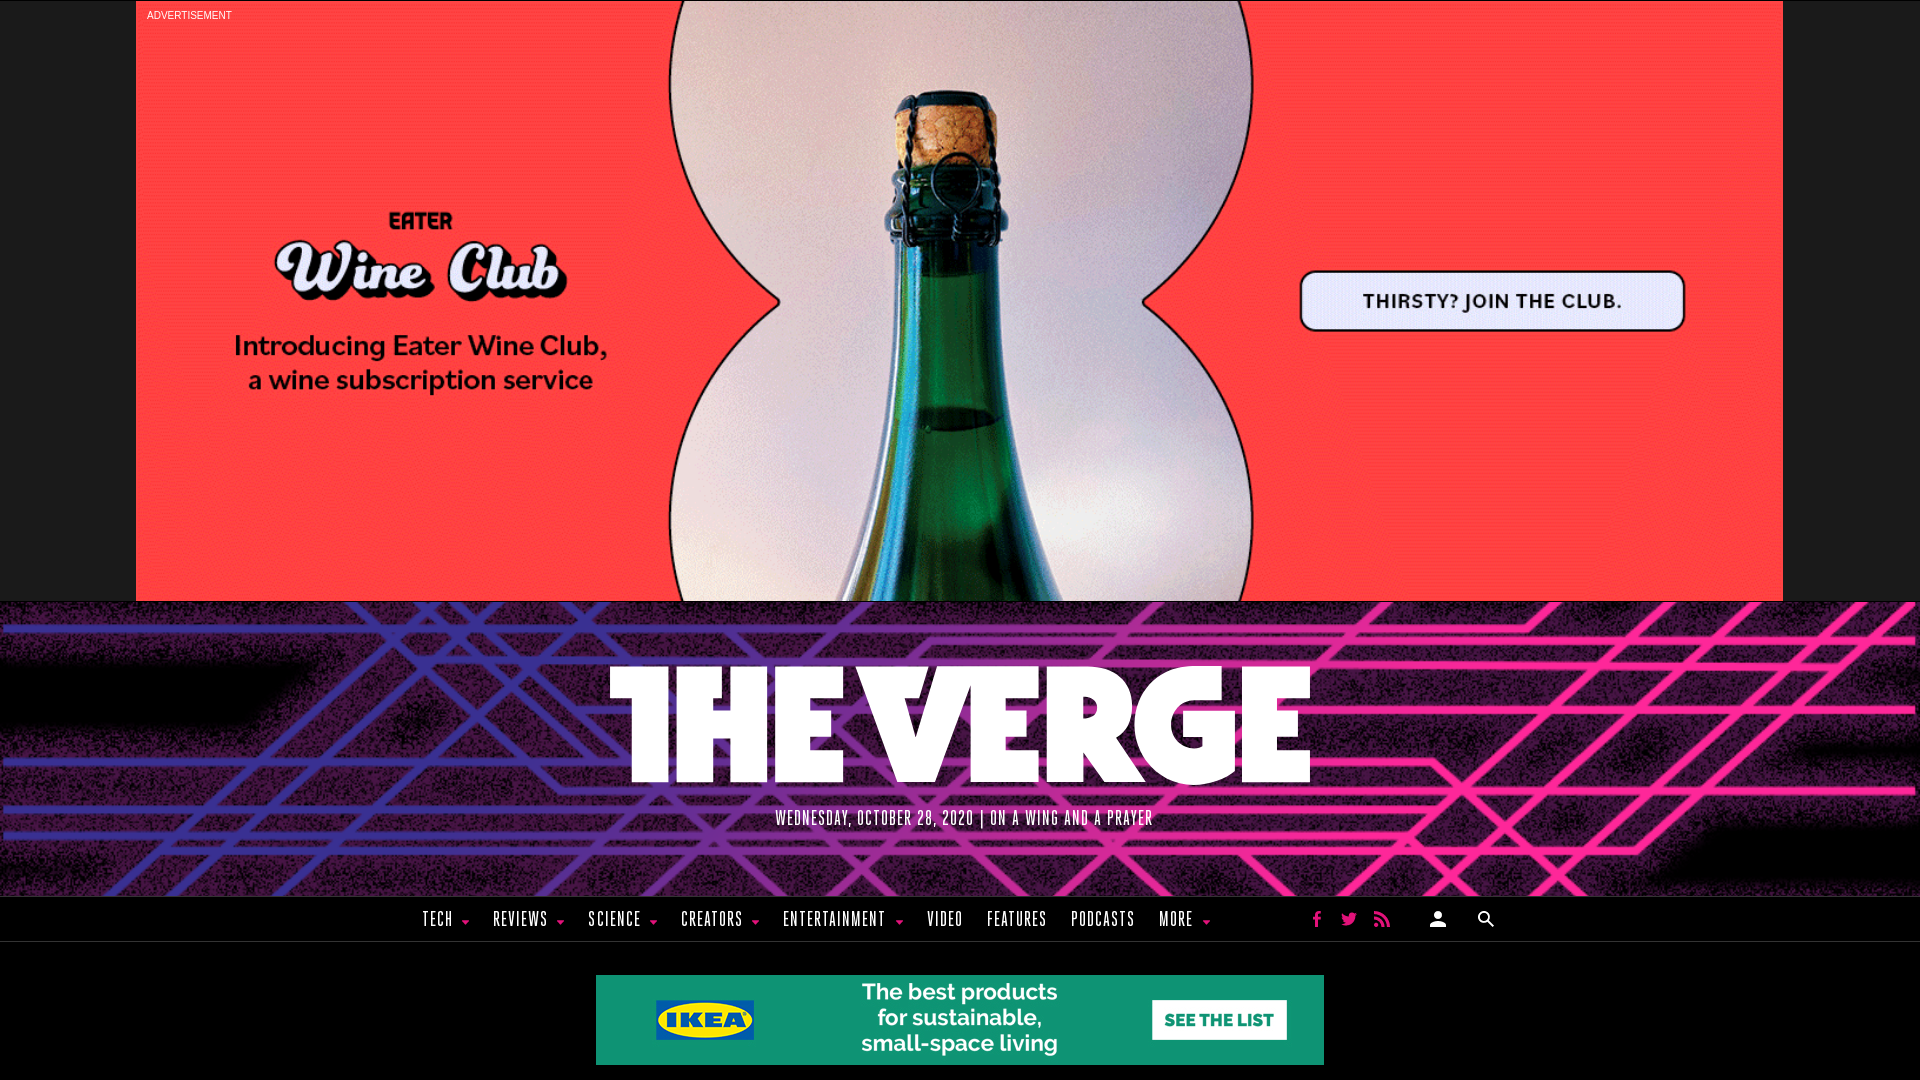 ADVERTISEMENT
EATER
Wine Club
Introducing Eater Wine Club,
a wine subscription service
THIRSTY? JOIN THE CLUB.
THE VERGE
WEDNESDAY, OCTOBER 28, 2020 | ON A WING AND A PRAYER
TECH REVIEWS SCIENCE CREATORS ENTERTAINMENT VIDEO FEATURES PODCASTS MORE
IKEA
The best products
for sustainable,
small-space living
SEE THE LIST